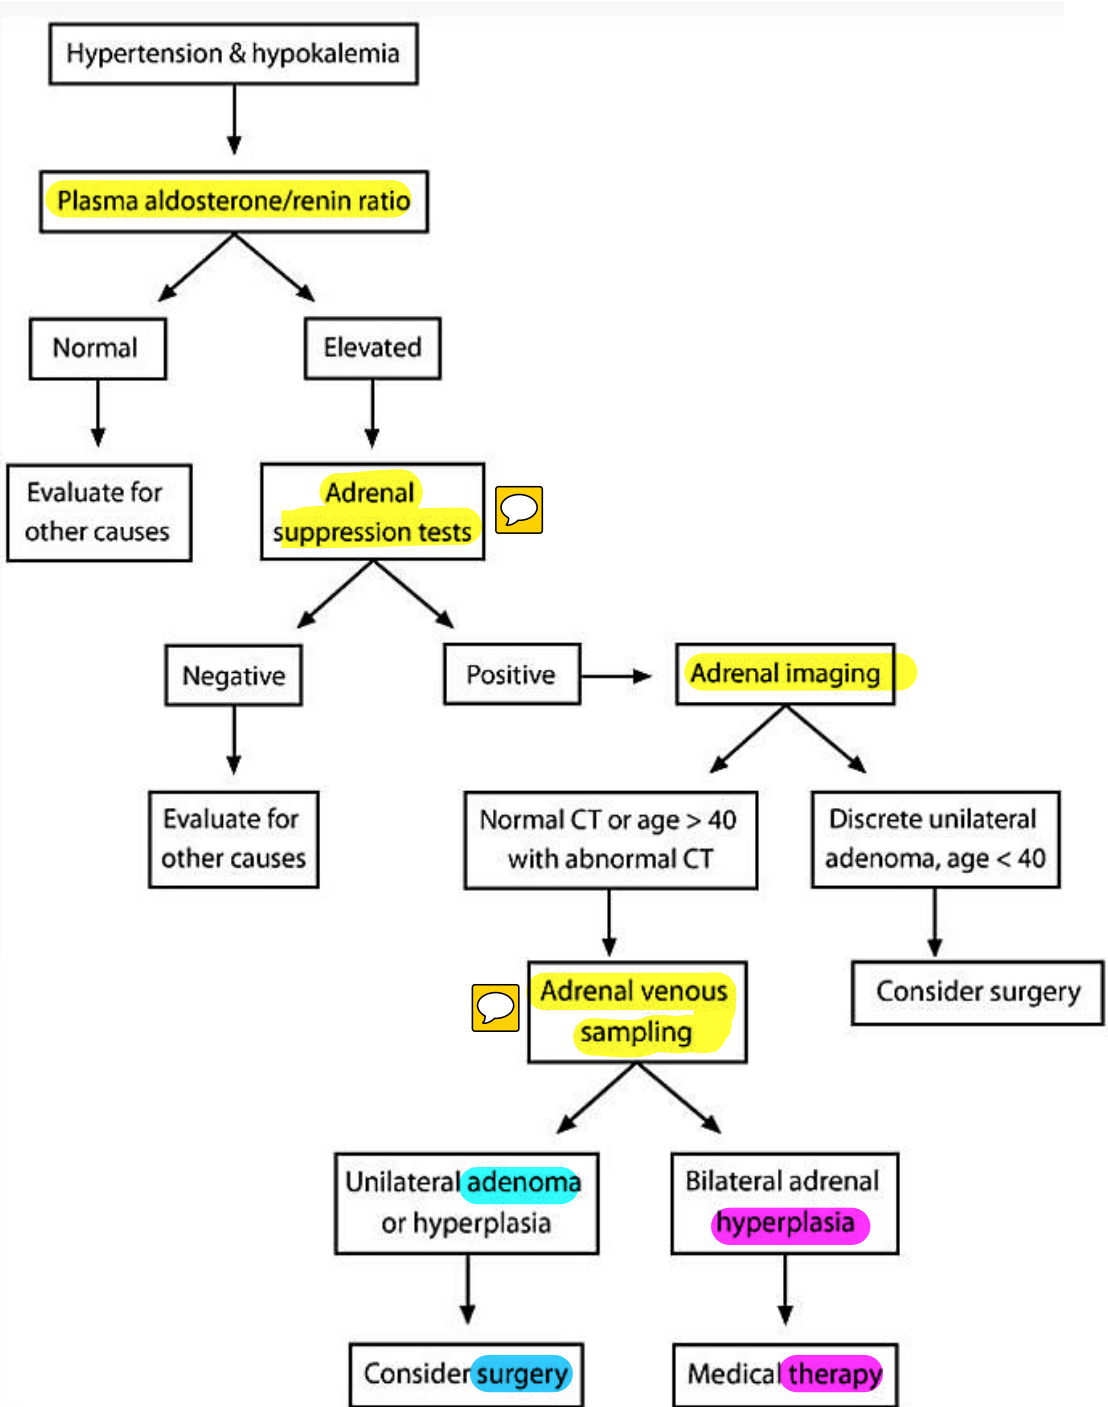 Hypertension & hypokalemia
Plasma aldosterone/renin ratio
Normal
Elevated
Evaluate for
other causes
Adrenal
suppression tests
Negative
Positive
Adrenal imaging
Evaluate for
other causes
Normal CT or age > 40
with abnormal CT
Discrete unilateral
adenoma, age < 40
Adrenal venous
sampling
Consider surgery
Unilateral adenoma
or hyperplasia
Bilateral adrenal
hyperplasia
Consider surgery
Medical therapy